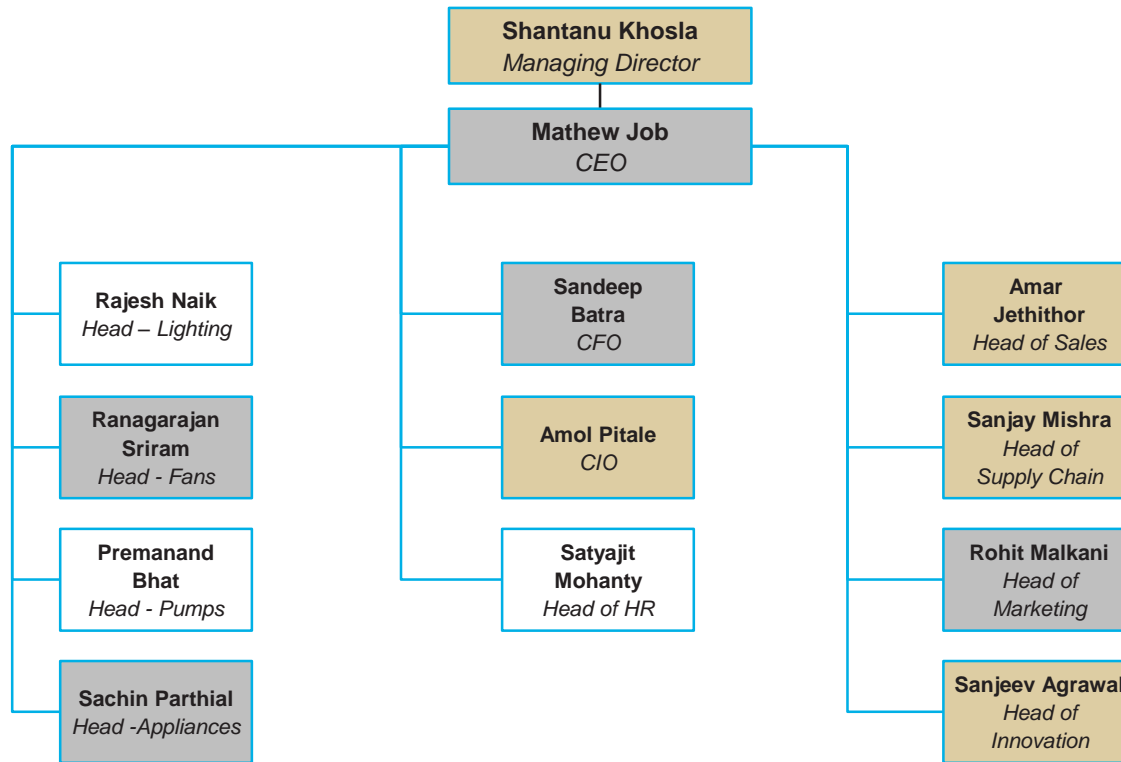 Shantanu Khosla
Managing Director
Mathew Job
CEO
Rajesh Naik
Head – Lighting
Ranagarajan
Sriram
Head - Fans
Premanand
Bhat
Head - Pumps
Sachin Parthial
Head -Appliances
Sandeep
Batra
CFO
Amol Pitale
CIO
Satyajit
Mohanty
Head of HR
Amar
Jethithor
Head of Sales
Sanjay Mishra
Head of
Supply Chain
Rohit Malkani
Head of
Marketing
Sanjeev Agrawal
Head of
Innovation